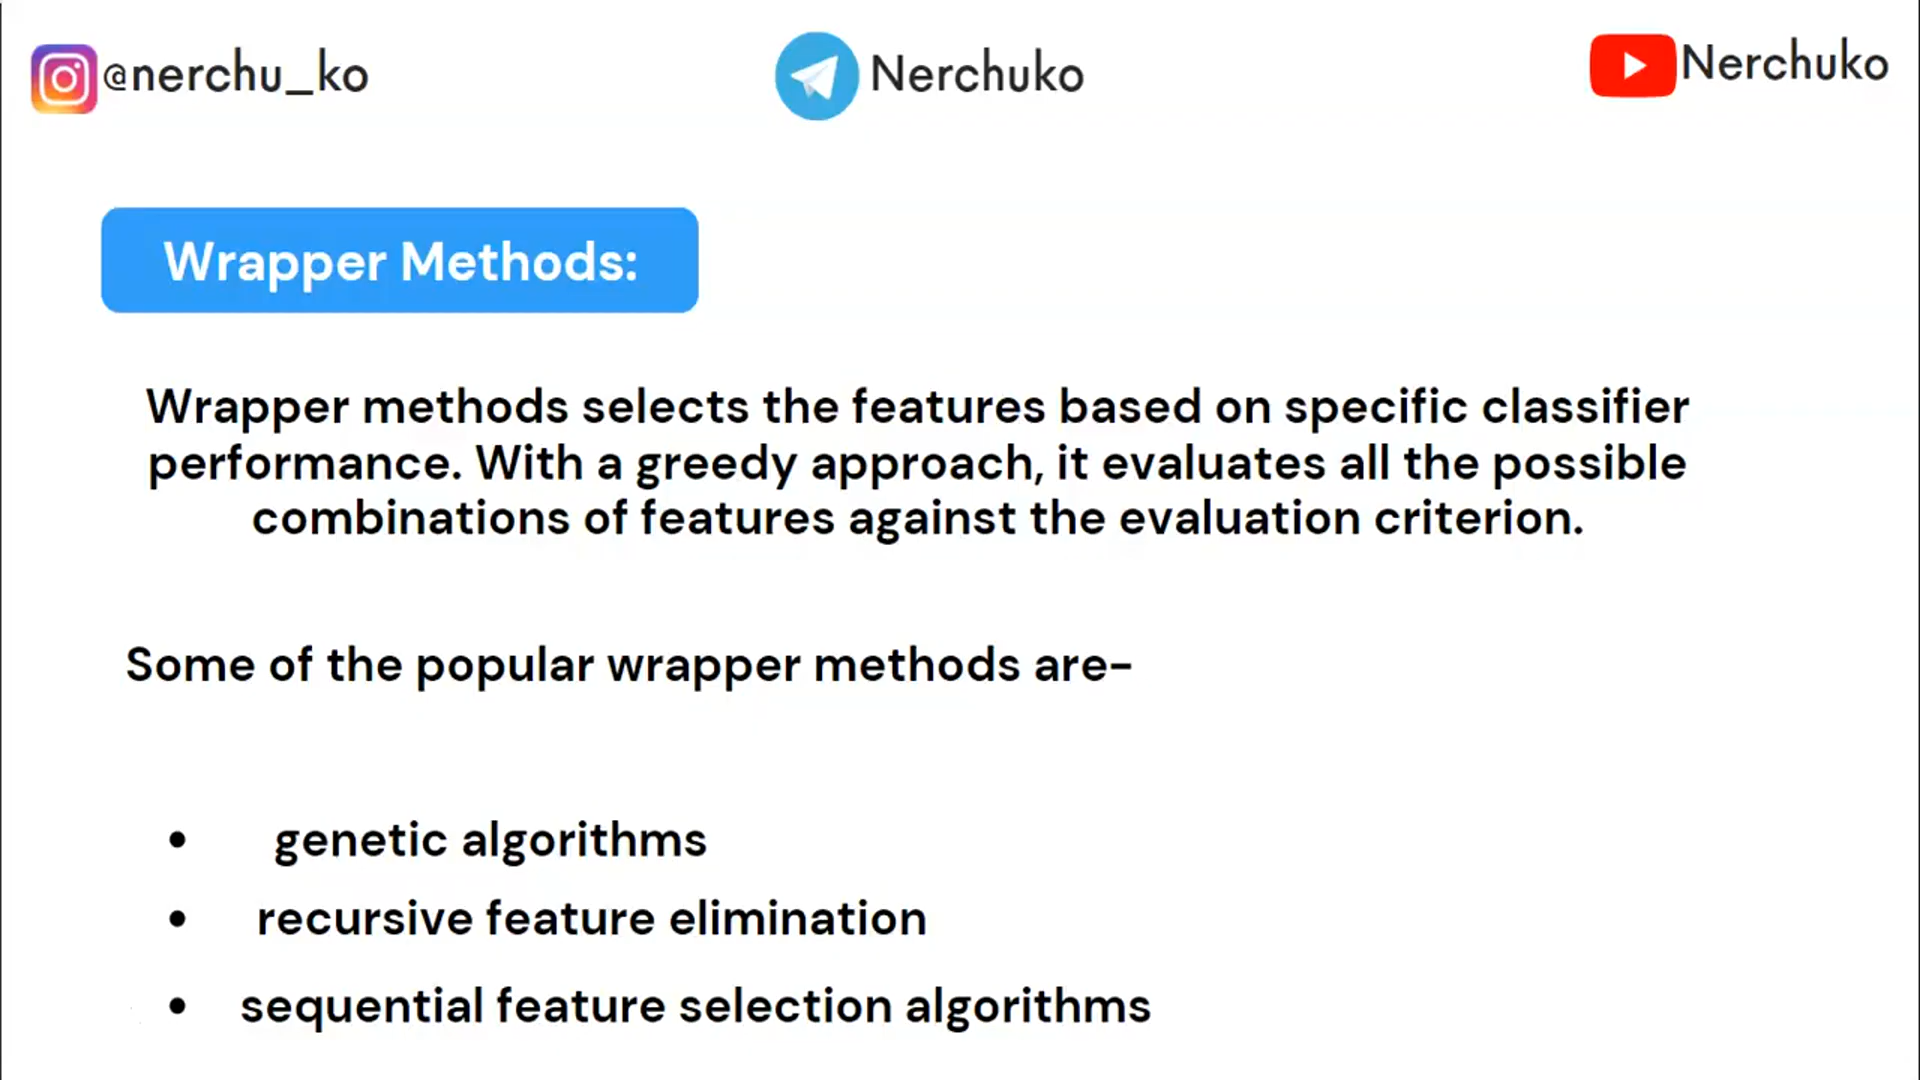 @nerchu_ko
Nerchuko
Nerchuko
Wrapper Methods:
Wrapper methods selects the features based on specific classifier
performance. With a greedy approach, it evaluates all the possible
combinations of features against the evaluation criterion.
Some of the popular wrapper methods are-
• genetic algorithms
• recursive feature elimination
• sequential feature selection algorithms